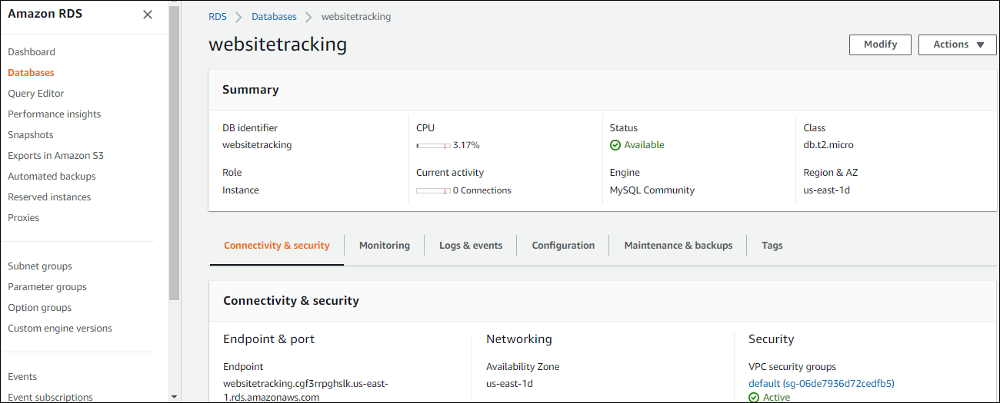 Amazon RDS
Dashboard
Databases
Query Editor
Performance insights
Snapshots
Exports in Amazon S3
Automated backups
Reserved instances
Proxies
Subnet groups
Parameter groups
Option groups
Custom engine versions
Events
Event subscriptions
RDS > Databases > websitetracking
websitetracking
Modify
Actions
Summary
DB identifier
websitetracking
CPU
3.17%
Status
Available
Class
db.t2.micro
Role
Instance
Current activity
0 Connections
Engine
MySQL Community
Region & AZ
us-east-1d
Connectivity & security
Monitoring
Logs & events
Configuration
Maintenance & backups
Tags
Connectivity & security
Endpoint & port
Endpoint
websitetracking.cgf3rrpghslk.us-east-
1.rds.amazonaws.com
Networking
Availability Zone
us-east-1d
Security
VPC security groups
default (sg-06de7936d72cedfb5)
Active